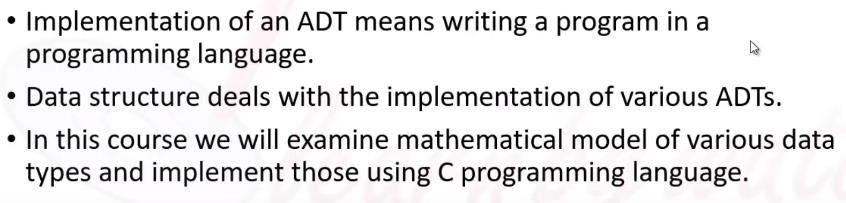 • Implementation of an ADT means writing a program in a
programming language.
• Data structure deals with the implementation of various ADTs.
• In this course we will examine mathematical model of various data
types and implement those using C programming language.